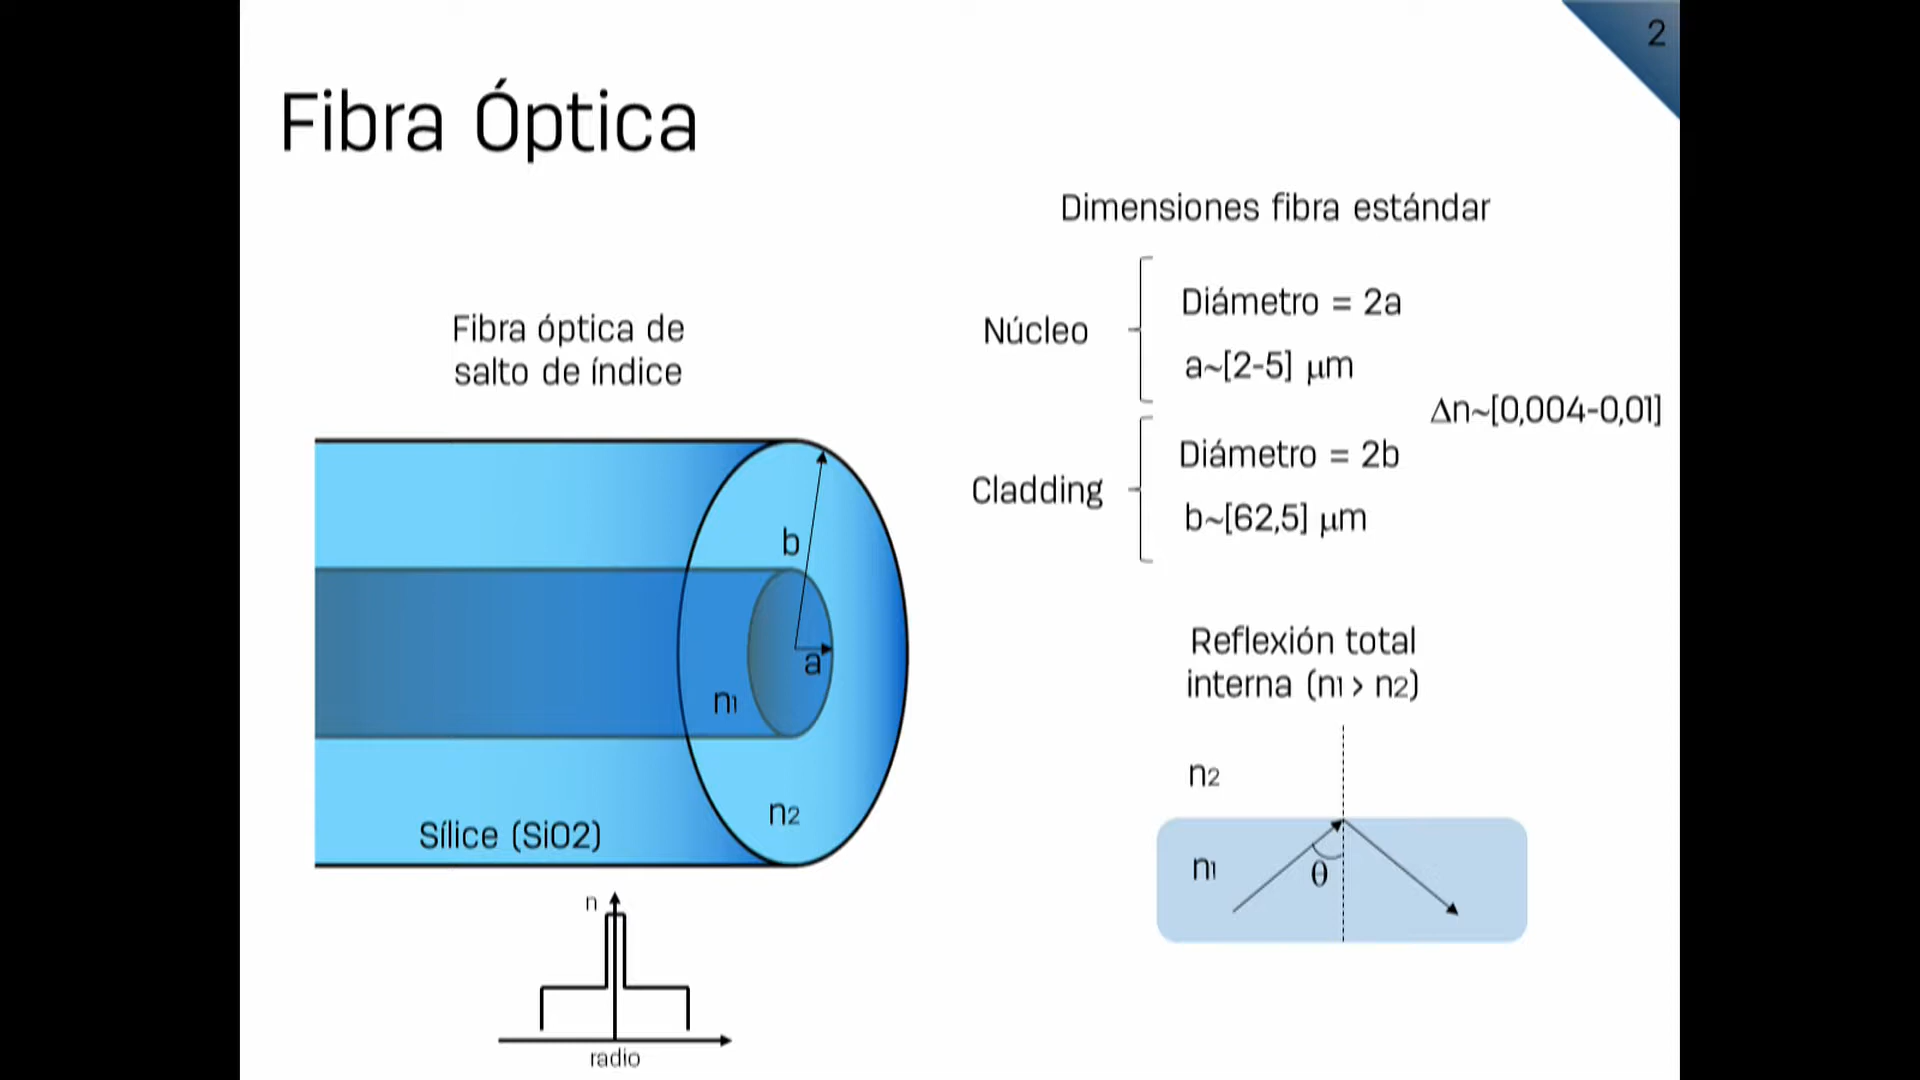 2
Fibra Óptica
Dimensiones fibra estándar
Núcleo
Diámetro = 2a
a~[2-5] μm
Δn~[0,004-0,01]
Cladding
Diámetro = 2b
b~[62,5] μm
Fibra óptica de
salto de índice
b
a
n1
n2
Sílice (SiO2)
n
radio
Reflexión total
interna (n1 > n2)
n2
n1
θ